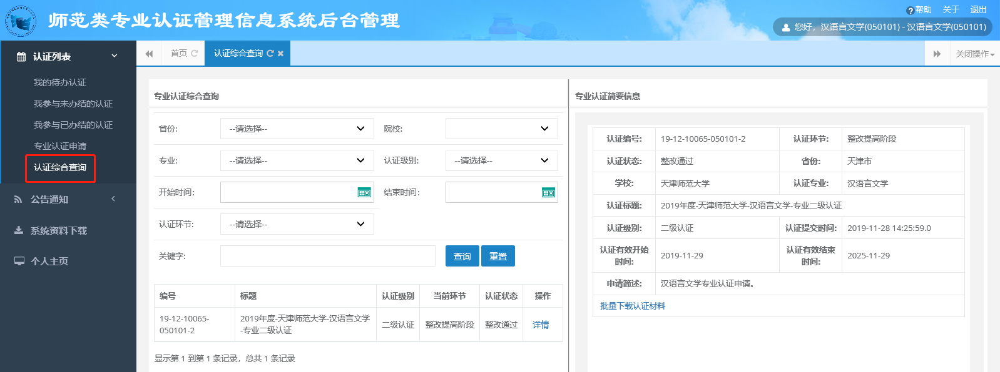 师范类专业认证管理信息系统后台管理
帮助 关于 退出
您好，汉语言文学(050101) - 汉语言文学(050101)
认证列表
我的待办认证
我参与未办结的认证
我参与已办结的认证
专业认证申请
认证综合查询
公告通知
系统资料下载
个人主页
首页 认证综合查询 关闭操作
专业认证综合查询
省份: --请选择-- 院校:
专业: --请选择-- 认证级别: --请选择--
开始时间: 结束时间:
认证环节: --请选择--
关键字: 查询 重置
编号 标题 认证级别 当前环节 认证状态 操作
19-12-10065-
050101-2
2019年度-天津师范大学-汉语言文学
-专业二级认证
二级认证 整改提高阶段 整改通过 详情
显示第 1 到第 1 条记录，总共 1 条记录
专业认证简要信息
认证编号: 19-12-10065-050101-2 认证环节: 整改提高阶段
认证状态: 整改通过 省份: 天津市
学校: 天津师范大学 认证专业: 汉语言文学
认证标题: 2019年度-天津师范大学-汉语言文学-专业二级认证
认证级别: 二级认证 认证提交时间: 2019-11-28 14:25:59.0
认证有效开始
时间:
2019-11-29
认证有效结束
时间:
2025-11-29
申请简述: 汉语言文学专业认证申请。
批量下载认证材料